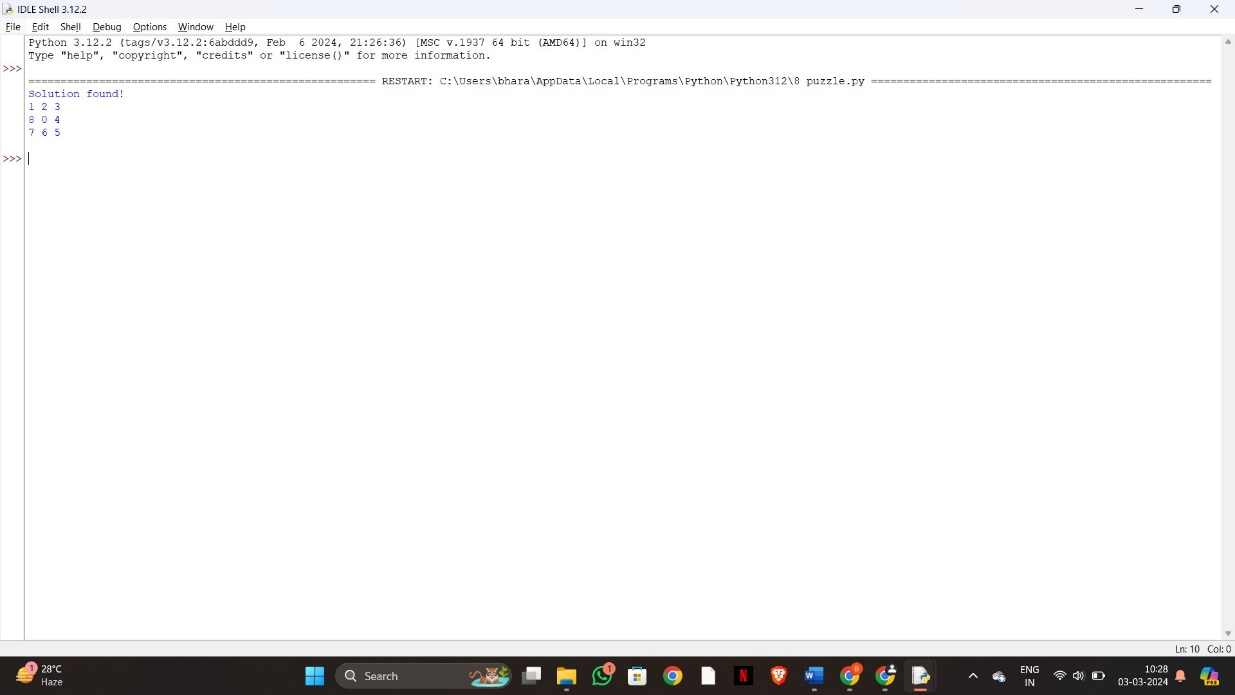 IDLE Shell 3.12.2
File Edit Shell Debug Options Window Help
Python 3.12.2 (tags/v3.12.2:6abddd9, Feb  6 2024, 21:26:36) [MSC v.1937 64 bit (AMD64)] on win32
Type "help", "copyright", "credits" or "license()" for more information.
>>>
====================================================== RESTART: C:\Users\bhara\AppData\Local\Programs\Python\Python312\8 puzzle.py =====================================================
Solution found!
1 2 3
8 0 4
7 6 5
>>>
Ln: 10 Col: 0
1 28°C
Haze
Search
1
N
W
8
ENG
IN
10:28
03-03-2024
PRE